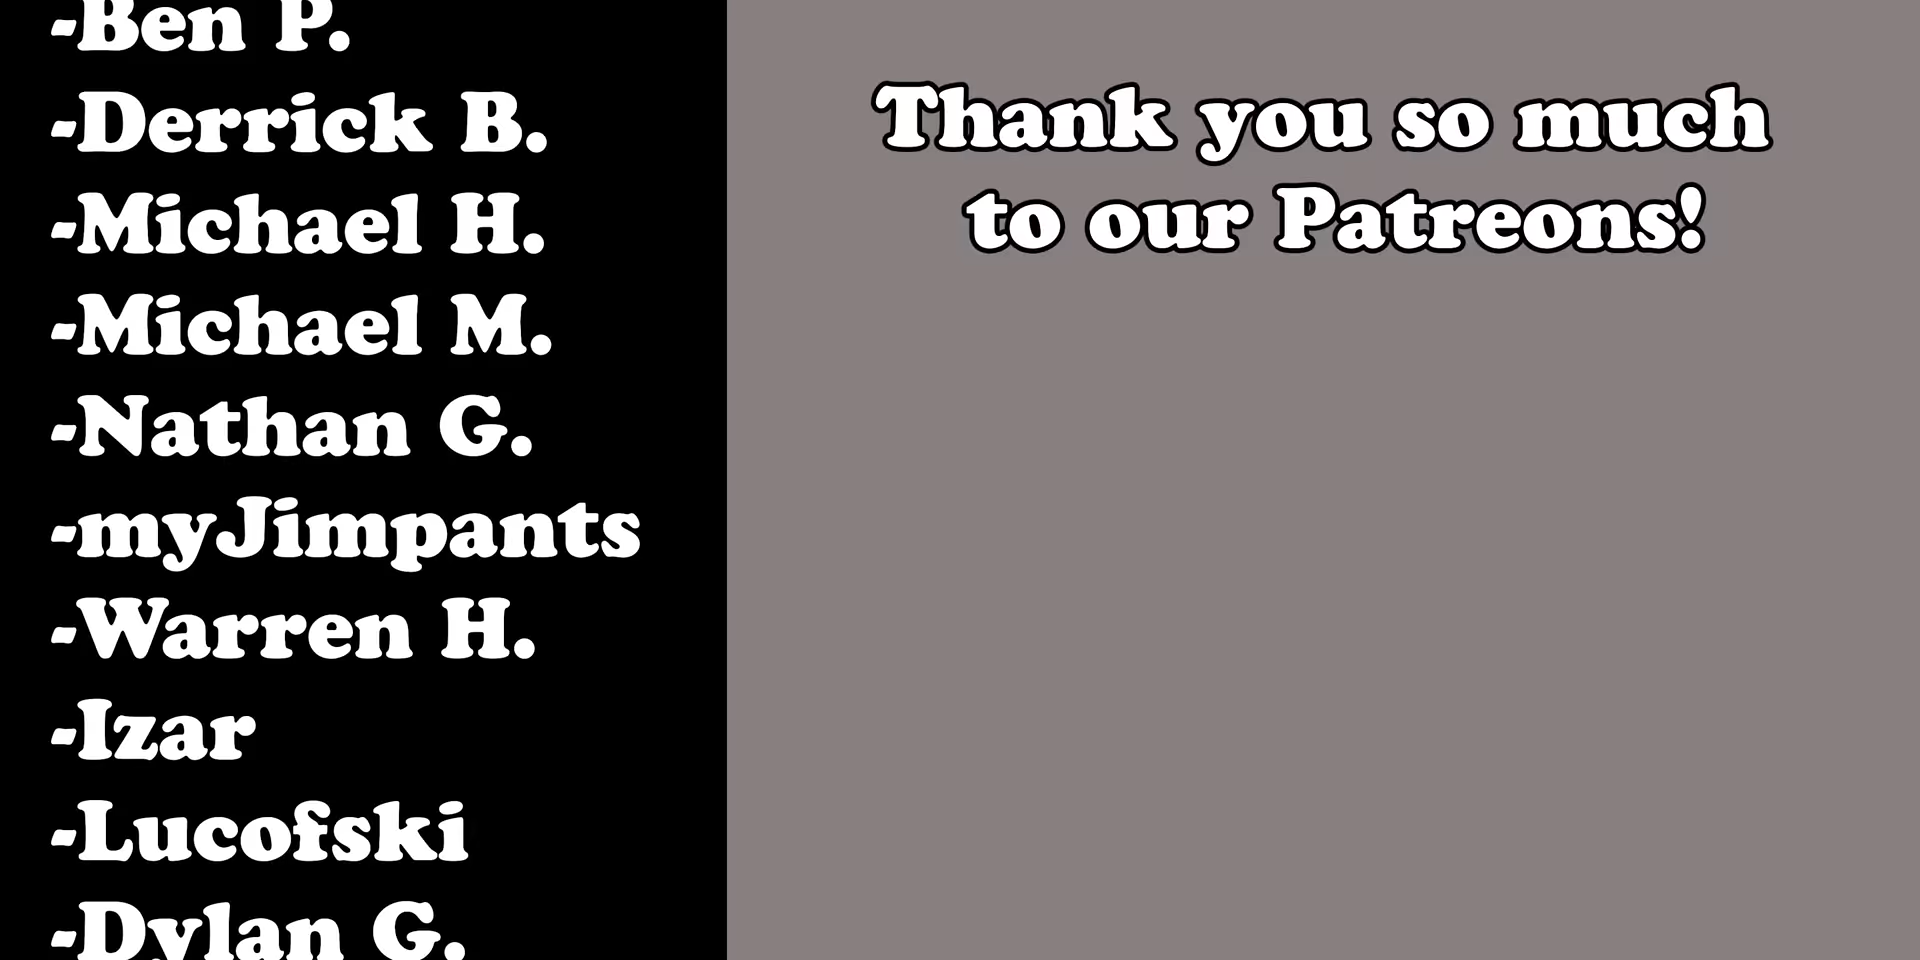 -Ben P.
-Derrick B.
-Michael H.
-Michael M.
-Nathan G.
-myJimpants
-Warren H.
-Izar
-Lucofski
-Dylan G.
Thank you so much
to our Patreons!